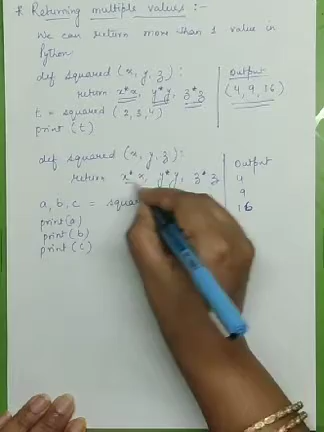 * Returning multiple values :-
We can return more than 1 value in
Python
def squared (x, y, z) :
return x*x, y*y, z*z
t = squared (2, 3, 4)
print (t)
Output
(4, 9, 16)
def squared (x, y, z):
return x*x, y*y, z*z
a, b, c =
print(a)
print(b)
print(c)
Output
4
9
16